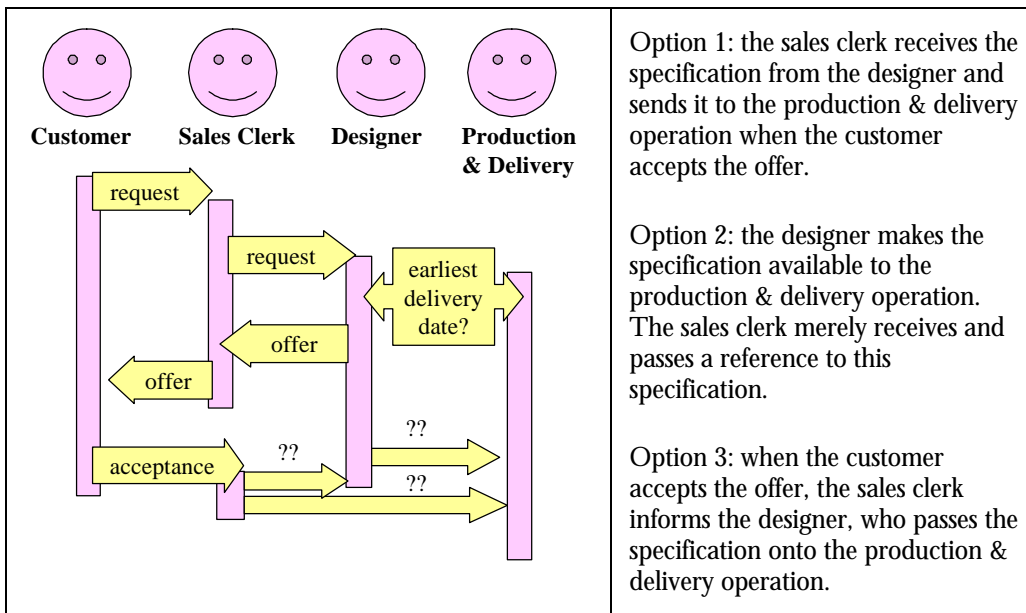 Customer
Sales Clerk
Designer
Production
& Delivery
request
request
earliest
delivery
date?
offer
offer
acceptance
??
??
??
Option 1: the sales clerk receives the
specification from the designer and
sends it to the production & delivery
operation when the customer
accepts the offer.
Option 2: the designer makes the
specification available to the
production & delivery operation.
The sales clerk merely receives and
passes a reference to this
specification.
Option 3: when the customer
accepts the offer, the sales clerk
informs the designer, who passes the
specification onto the production &
delivery operation.